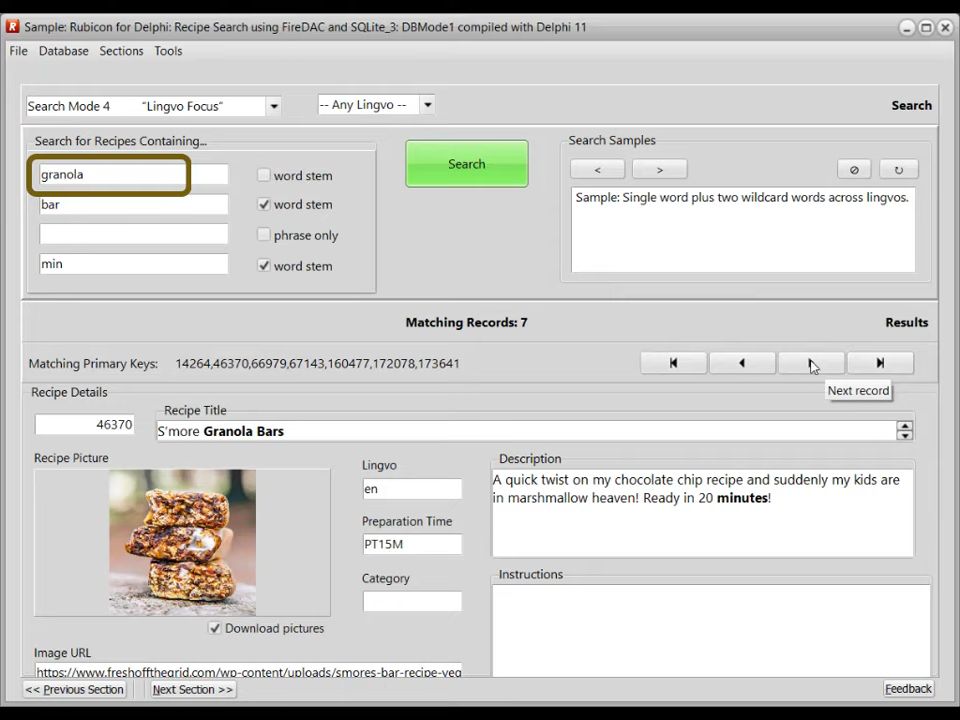 Sample: Rubicon for Delphi: Recipe Search using FireDAC and SQLite_3: DBMode1 compiled with Delphi 11
File Database Sections Tools
Search Mode 4 "Lingvo Focus" -- Any Lingvo -- Search
Search for Recipes Containing...
granola
word stem
bar
word stem
phrase only
min
word stem
Search
Search Samples
< >
Sample: Single word plus two wildcard words across lingvos.
Matching Records: 7 Results
Matching Primary Keys: 14264,46370,66979,67143,160477,172078,173641
Next record
Recipe Details
46370
Recipe Title
S'more Granola Bars
Recipe Picture
Download pictures
Image URL
https://www.freshoffthegrid.com/wp-content/uploads/smores-bar-recipe-veg
Lingvo
en
Preparation Time
PT15M
Category
Description
A quick twist on my chocolate chip recipe and suddenly my kids are
in marshmallow heaven! Ready in 20 minutes!
Instructions
<< Previous Section Next Section >> Feedback